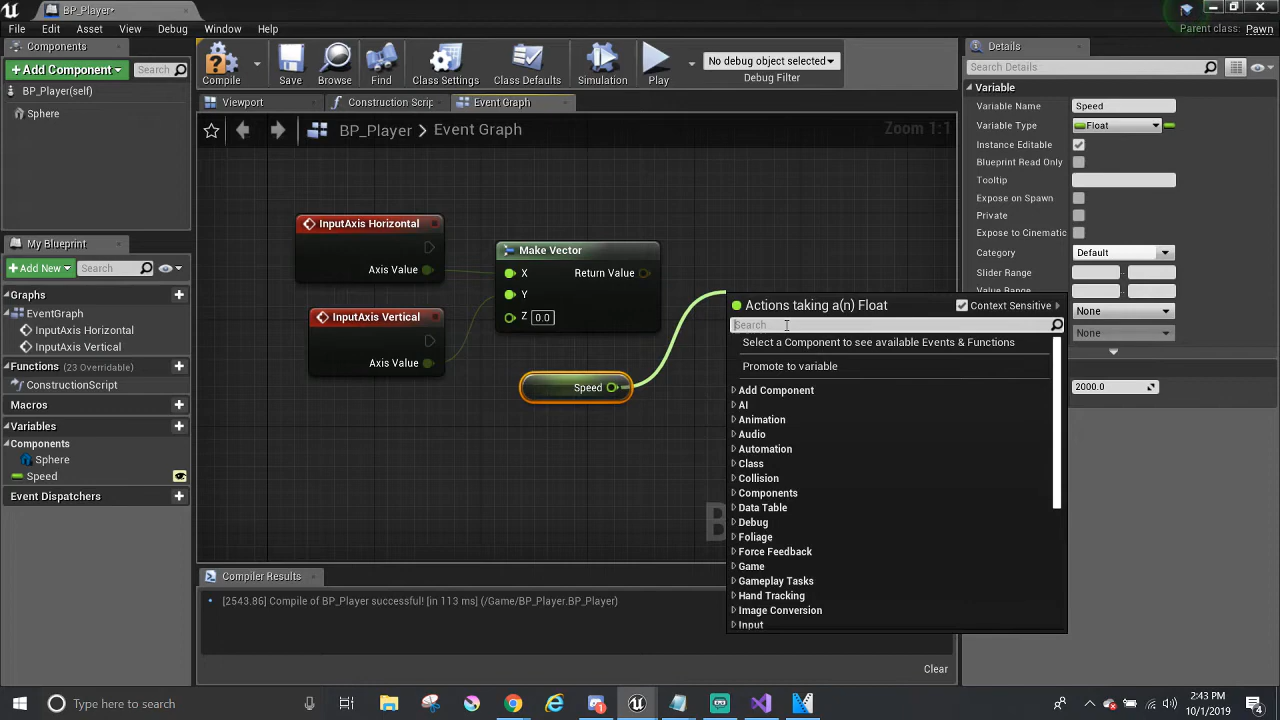 BP_Player*
File Edit Asset View Debug Window Help
Parent class: Pawn
Components
Add Component
Search
BP_Player(self)
Sphere
Compile
Save
Browse
Find
Class Settings
Class Defaults
Simulation
Play
No debug object selected
Debug Filter
Viewport
Construction Scrip
Event Graph
BP_Player > Event Graph
Zoom 1:1
InputAxis Horizontal
Axis Value
InputAxis Vertical
Axis Value
Make Vector
X
Return Value
Y
Z 0.0
Speed
Actions taking a(n) Float
Context Sensitive
Search
Select a Component to see available Events & Functions
Promote to variable
Add Component
AI
Animation
Audio
Automation
Class
Collision
Components
Data Table
Debug
Foliage
Force Feedback
Game
Gameplay Tasks
Hand Tracking
Image Conversion
Input
My Blueprint
Add New
Search
Graphs
EventGraph
InputAxis Horizontal
InputAxis Vertical
Functions (23 Overridable)
ConstructionScript
Macros
Variables
Components
Sphere
Speed
Event Dispatchers
Compiler Results
[2543.86] Compile of BP_Player successful! [in 113 ms] (/Game/BP_Player.BP_Player)
Clear
Details
Search Details
Variable
Variable Name Speed
Variable Type Float
Instance Editable
Blueprint Read Only
Tooltip
Expose on Spawn
Private
Expose to Cinematic
Category Default
Slider Range
Value Range
None
None
2000.0
Type here to search
2:43 PM
10/1/2019